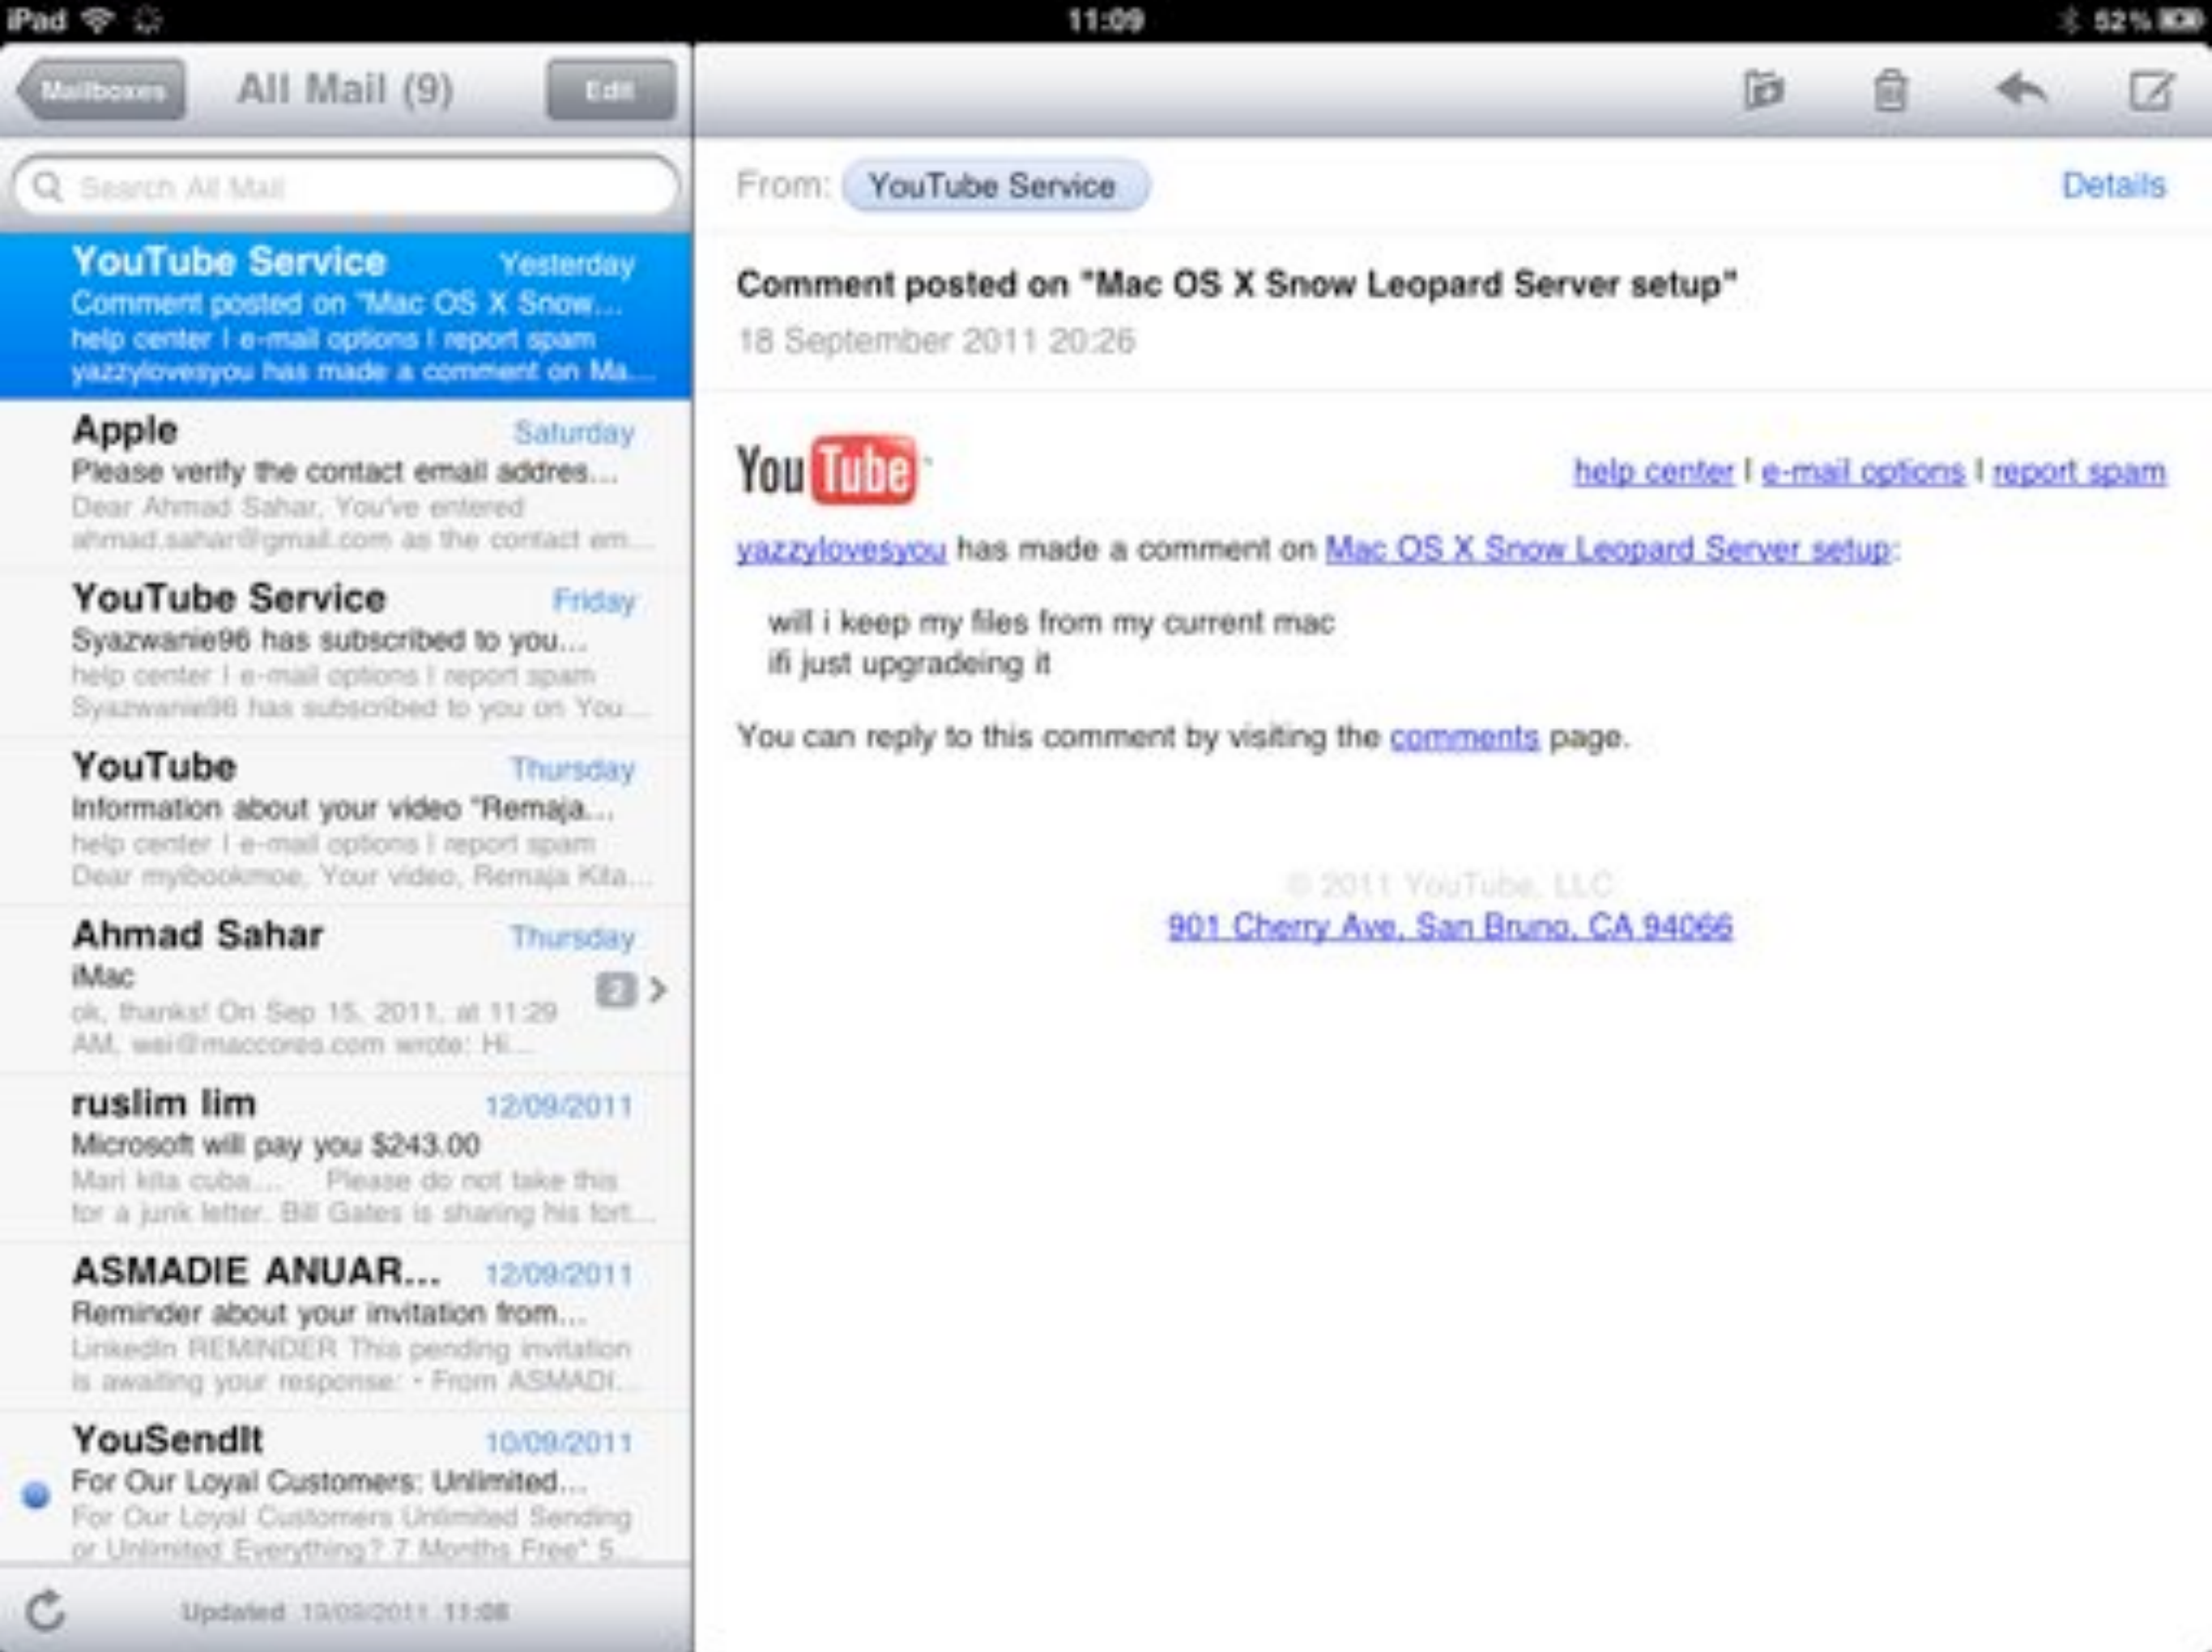 iPad 11:09 52%
Mailboxes All Mail (9) Edit
Search All Mail
YouTube Service Yesterday
Comment posted on "Mac OS X Snow...
help center | e-mail options | report spam
yazzylovesyou has made a comment on Ma...
Apple Saturday
Please verify the contact email addres...
Dear Ahmad Sahar, You've entered
ahmad.sahar@gmail.com as the contact em...
YouTube Service Friday
Syazwanie96 has subscribed to you...
help center | e-mail options | report spam
Syazwanie96 has subscribed to you on You...
YouTube Thursday
Information about your video "Remaja...
help center | e-mail options | report spam
Dear myibookmoe, Your video, Remaja Kita...
Ahmad Sahar Thursday
iMac
2
ok, thanks! On Sep 15, 2011, at 11:29
AM, wei@maccorea.com wrote: Hi...
ruslim lim 12/09/2011
Microsoft will pay you $243.00
Mari kita cuba.... Please do not take this
for a junk letter. Bill Gates is sharing his fort...
ASMADIE ANUAR... 12/09/2011
Reminder about your invitation from...
LinkedIn REMINDER This pending invitation
is awaiting your response: • From ASMADI...
YouSendIt 10/09/2011
For Our Loyal Customers: Unlimited...
For Our Loyal Customers Unlimited Sending
or Unlimited Everything? 7 Months Free* 5...
Updated 19/09/2011 11:08
From: YouTube Service Details
Comment posted on "Mac OS X Snow Leopard Server setup"
18 September 2011 20:26
YouTube help center | e-mail options | report spam
yazzylovesyou has made a comment on Mac OS X Snow Leopard Server setup:
will i keep my files from my current mac
ifi just upgradeing it
You can reply to this comment by visiting the comments page.
© 2011 YouTube, LLC
901 Cherry Ave, San Bruno, CA 94066